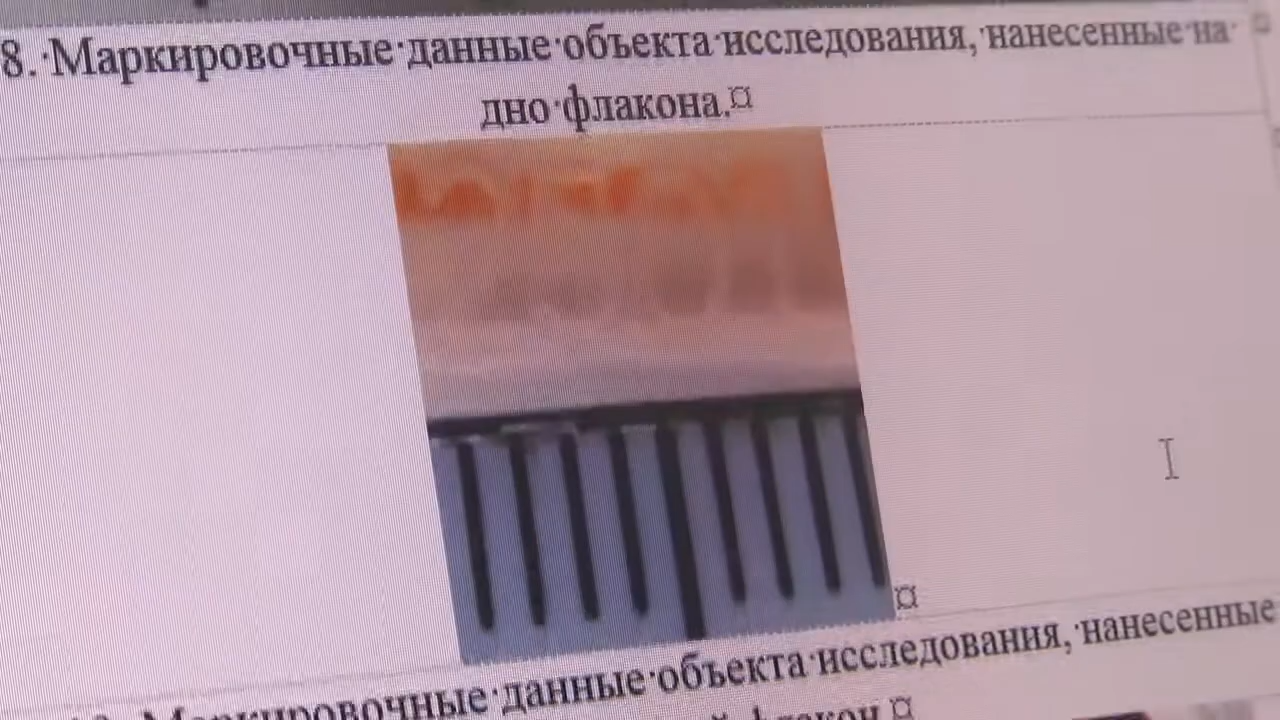 8. Маркировочные данные объекта исследования, нанесенные на
дно флакона.
Маркировочные данные объекта исследования, нанесенные